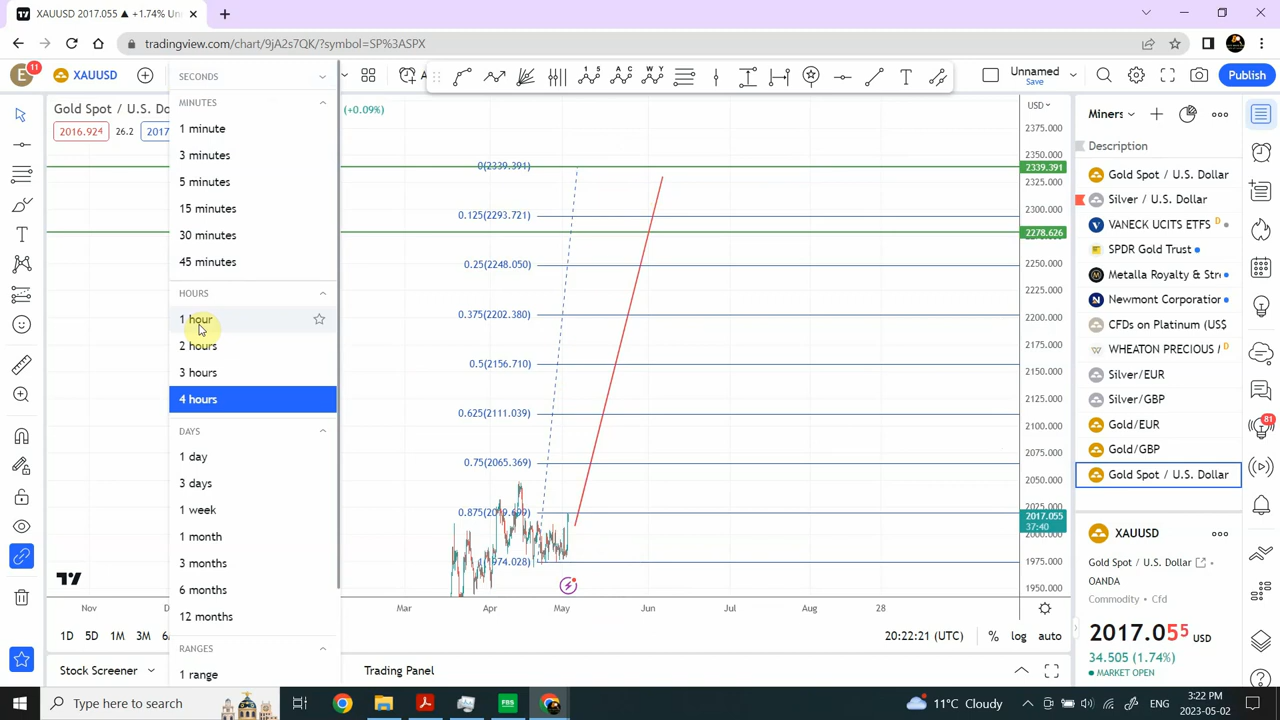 XAUUSD 2017.055 ▲ +1.74% Un
tradingview.com/chart/9jA2s7QK/?symbol=SP%3ASPX
E
11
XAUUSD
Unnamed
Save
Publish
Gold Spot / U.S. Do
(+0.09%)
2016.924
26.2
2017
SECONDS
MINUTES
1 minute
3 minutes
5 minutes
15 minutes
30 minutes
45 minutes
HOURS
1 hour
2 hours
3 hours
4 hours
DAYS
1 day
3 days
1 week
1 month
3 months
6 months
12 months
RANGES
1 range
0(2339.391)
0.125(2293.721)
0.25(2248.050)
0.375(2202.380)
0.5(2156.710)
0.625(2111.039)
0.75(2065.369)
0.875(2019.699)
974.028)
USD
2375.000
2350.000
2339.391
2325.000
2300.000
2278.626
2250.000
2225.000
2200.000
2175.000
2150.000
2125.000
2100.000
2075.000
2050.000
2025.000
2017.055
37:40
2000.000
1975.000
1950.000
Nov
Mar
Apr
May
Jun
Jul
Aug
28
1D
5D
1M
3M
20:22:21 (UTC)
%
log
auto
Stock Screener
Trading Panel
Miners
Description
Gold Spot / U.S. Dollar
Silver / U.S. Dollar
VANECK UCITS ETFS D
SPDR Gold Trust
Metalla Royalty & Stre
Newmont Corporation
CFDs on Platinum (US$
WHEATON PRECIOUS D
Silver/EUR
Silver/GBP
Gold/EUR
Gold/GBP
Gold Spot / U.S. Dollar
81
XAUUSD
Gold Spot / U.S. Dollar
OANDA
Commodity • Cfd
2017.055 USD
34.505 (1.74%)
MARKET OPEN
Type here to search
FBS
11°C Cloudy
ENG
3:22 PM
2023-05-02